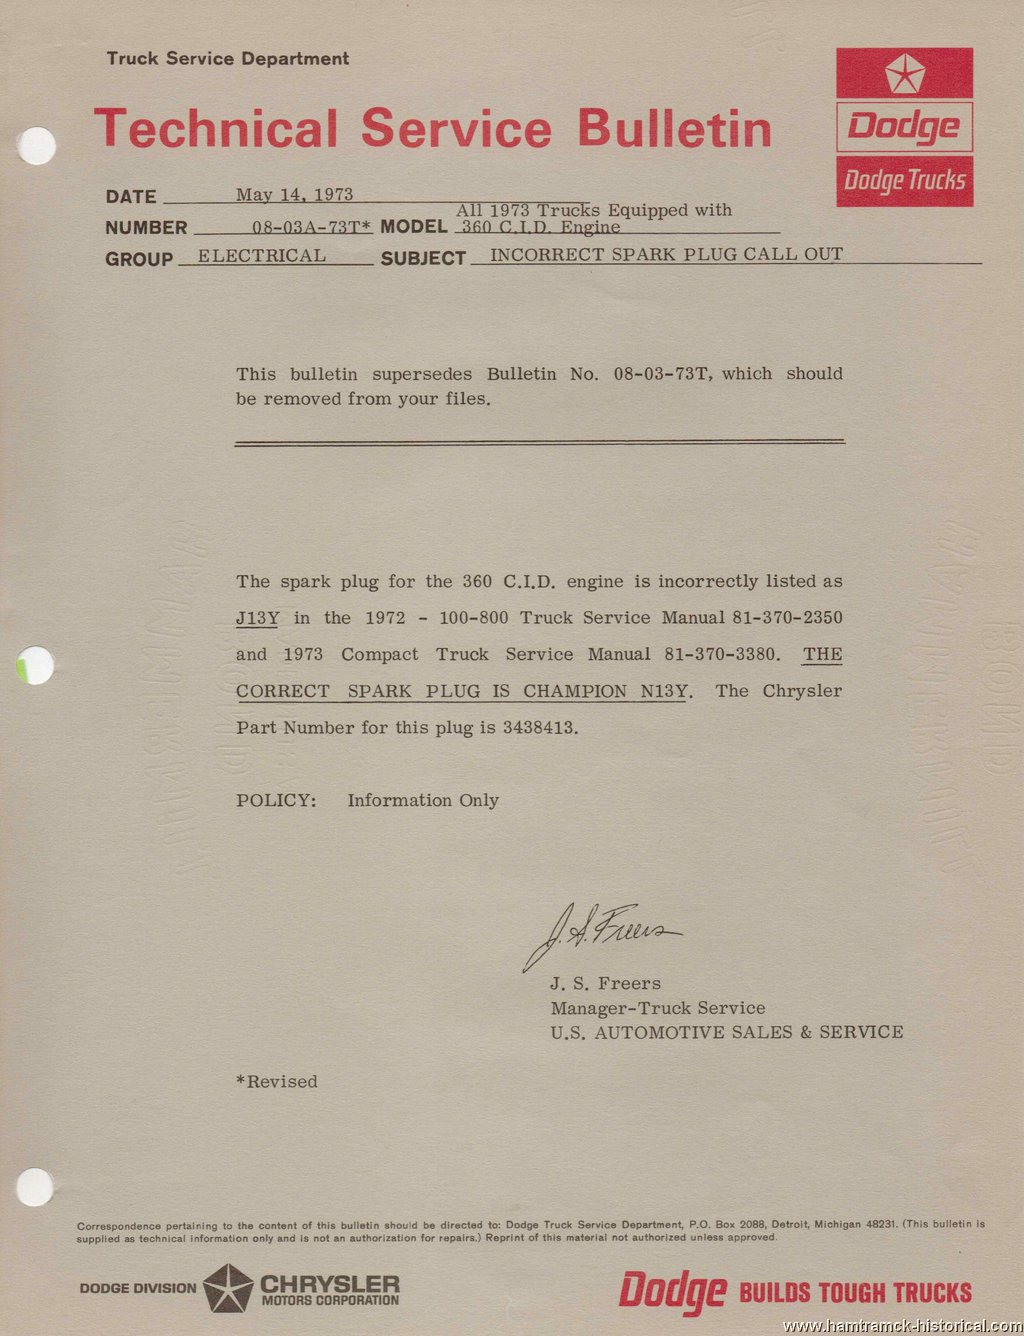 Truck Service Department
Technical Service Bulletin
Dodge
Dodge Trucks
DATE May 14, 1973
All 1973 Trucks Equipped with
NUMBER 08-03A-73T* MODEL 360 C.I.D. Engine
GROUP ELECTRICAL SUBJECT INCORRECT SPARK PLUG CALL OUT
This bulletin supersedes Bulletin No. 08-03-73T, which should
be removed from your files.
The spark plug for the 360 C.I.D. engine is incorrectly listed as
J13Y in the 1972 - 100-800 Truck Service Manual 81-370-2350
and 1973 Compact Truck Service Manual 81-370-3380. THE
CORRECT SPARK PLUG IS CHAMPION N13Y. The Chrysler
Part Number for this plug is 3438413.
POLICY: Information Only
J. S. Freers
J. S. Freers
Manager-Truck Service
U.S. AUTOMOTIVE SALES & SERVICE
*Revised
Correspondence pertaining to the content of this bulletin should be directed to: Dodge Truck Service Department, P.O. Box 2088, Detroit, Michigan 48231. (This bulletin is
supplied as technical information only and is not an authorization for repairs.) Reprint of this material not authorized unless approved.
DODGE DIVISION CHRYSLER
MOTORS CORPORATION
Dodge BUILDS TOUGH TRUCKS
www.hamtramck-historical.com